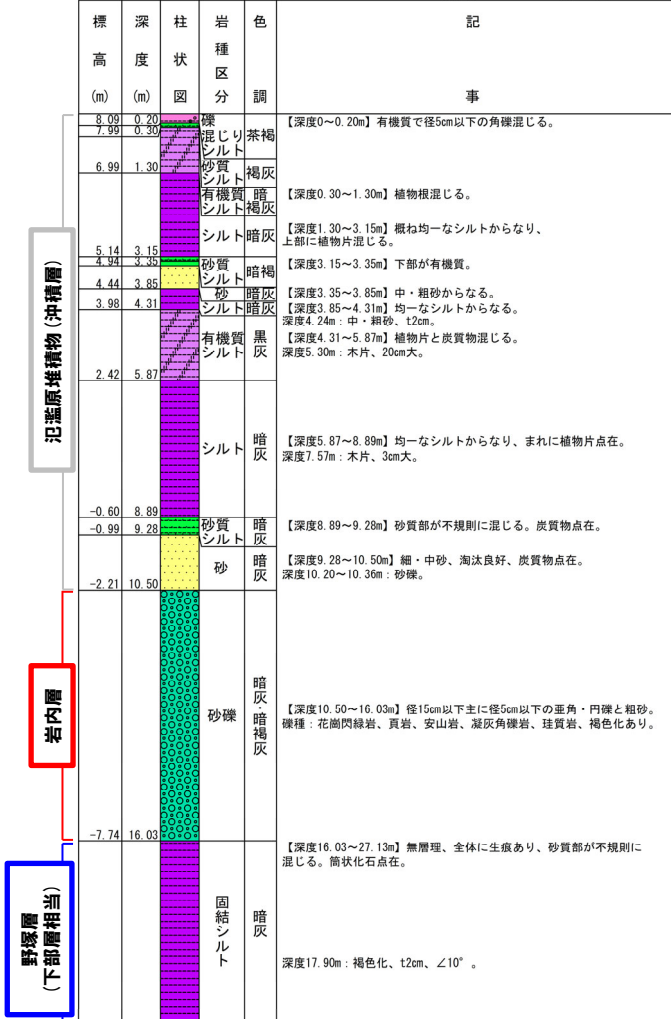 標高(m)
深度(m)
柱状図
岩種区分
色調
記事
8.09 0.20
7.99 0.30
6.99 1.30
5.14 3.15
4.94 3.35
4.44 3.85
3.98 4.31
2.42 5.87
-0.60 8.89
-0.99 9.28
-2.21 10.50
-7.74 16.03
礫混じりシルト
茶褐
砂質シルト
褐灰
有機質シルト
暗褐灰
シルト
暗灰
砂質シルト
暗褐
砂
暗灰
シルト
暗灰
有機質シルト
黒灰
シルト
暗灰
砂質シルト
暗灰
砂
暗灰
砂礫
暗灰・暗褐灰
固結シルト
暗灰
【深度0～0.20m】有機質で径5cm以下の角礫混じる。
【深度0.30～1.30m】植物根混じる。
【深度1.30～3.15m】概ね均一なシルトからなり、
上部に植物片混じる。
【深度3.15～3.35m】下部が有機質。
【深度3.35～3.85m】中・粗砂からなる。
【深度3.85～4.31m】均一なシルトからなる。
深度4.24m：中・粗砂、t2cm。
【深度4.31～5.87m】植物片と炭質物混じる。
深度5.30m：木片、20cm大。
【深度5.87～8.89m】均一なシルトからなり、まれに植物片点在。
深度7.57m：木片、3cm大。
【深度8.89～9.28m】砂質部が不規則に混じる。炭質物点在。
【深度9.28～10.50m】細・中砂、淘汰良好、炭質物点在。
深度10.20～10.36m：砂礫。
【深度10.50～16.03m】径15cm以下主に径5cm以下の亜角・円礫と粗砂。
礫種：花崗閃緑岩、頁岩、安山岩、凝灰角礫岩、珪質岩、褐色化あり。
【深度16.03～27.13m】無層理、全体に生痕あり、砂質部が不規則に
混じる。筒状化石点在。
深度17.90m：褐色化、t2cm、∠10°。
氾濫原堆積物(沖積層)
岩内層
野塚層
(下部層相当)